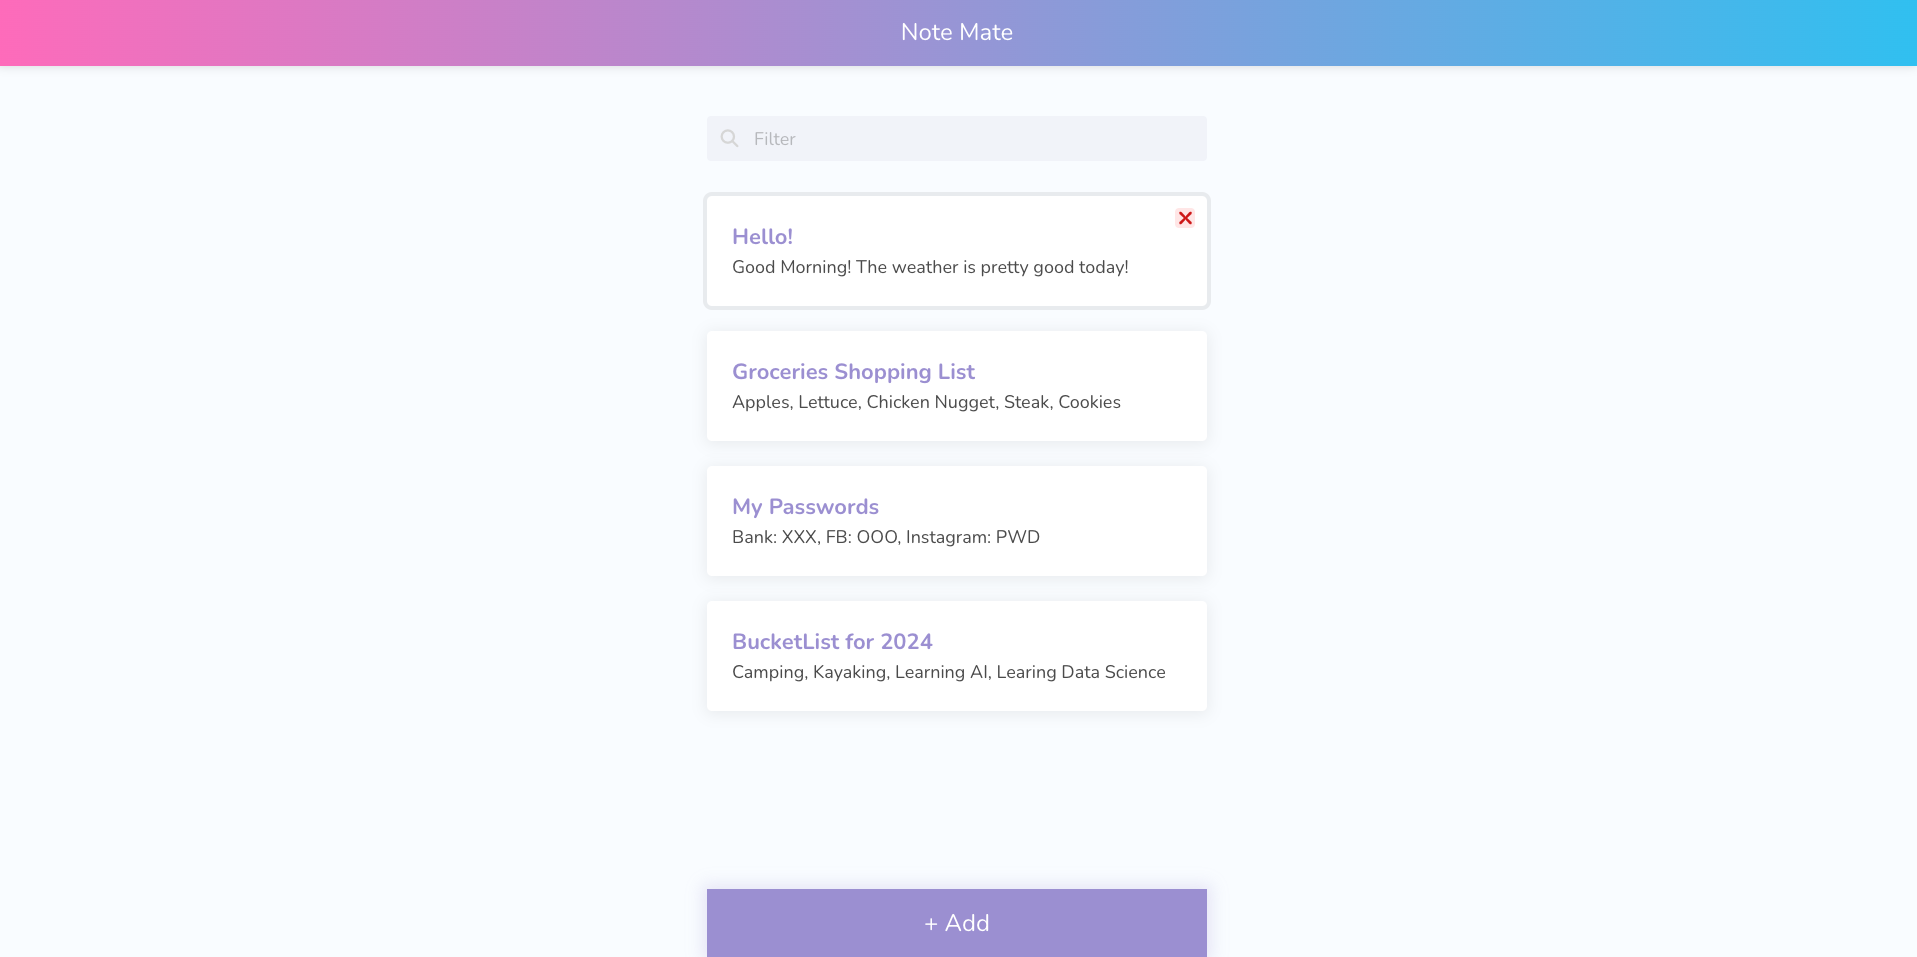 Note Mate
Filter
Hello!
Good Morning! The weather is pretty good today!
Groceries Shopping List
Apples, Lettuce, Chicken Nugget, Steak, Cookies
My Passwords
Bank: XXX, FB: OOO, Instagram: PWD
BucketList for 2024
Camping, Kayaking, Learning AI, Learing Data Science
+ Add